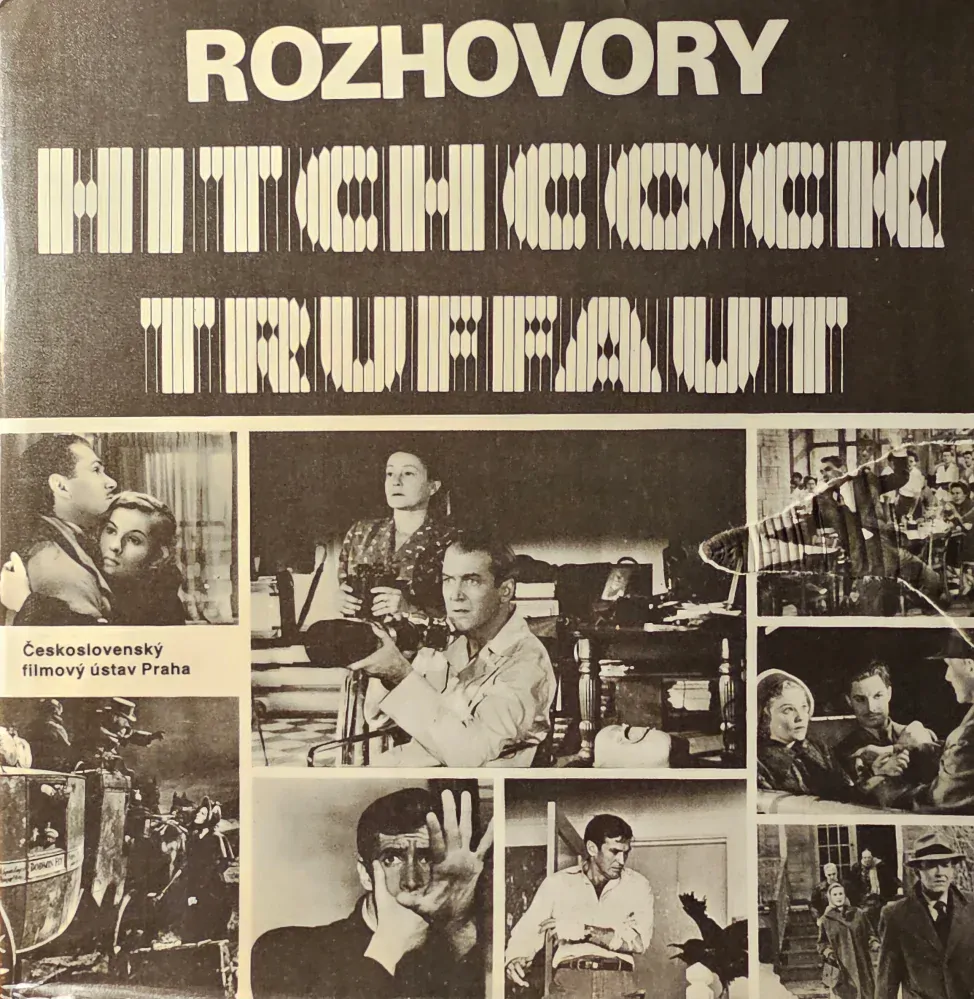 ROZHOVORY
HITCHCOCK
TRUFFAUT
Československý
filmový ústav Praha